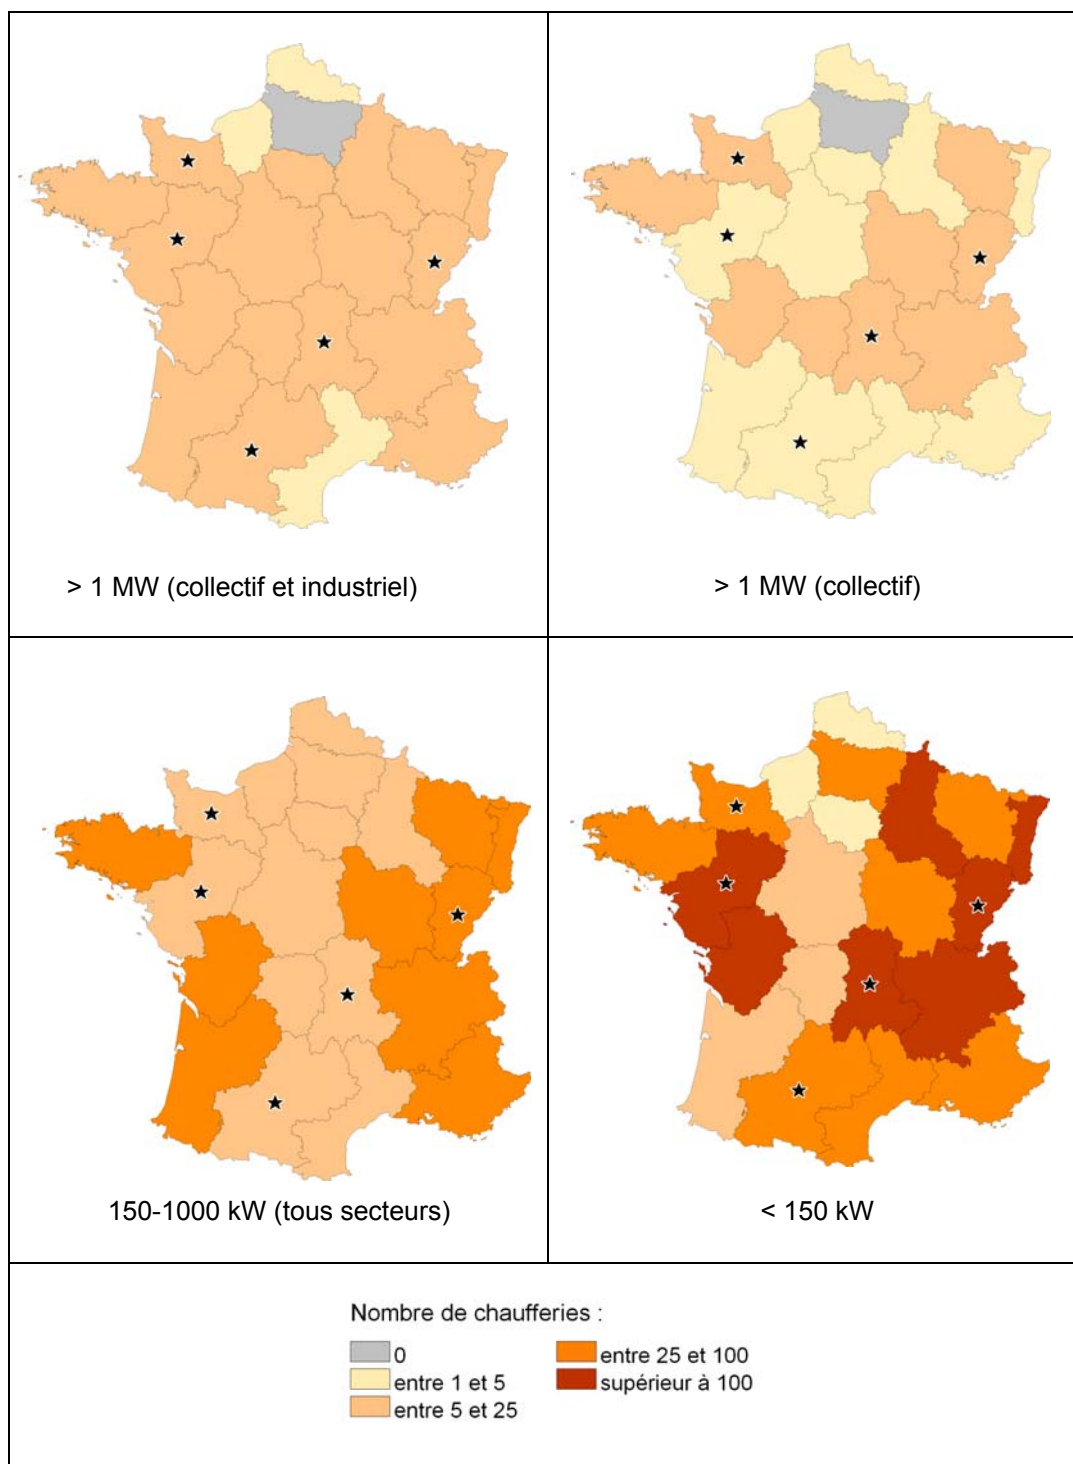 > 1 MW (collectif et industriel)
> 1 MW (collectif)
150-1000 kW (tous secteurs)
< 150 kW
Nombre de chaufferies :
0
entre 25 et 100
entre 1 et 5
supérieur à 100
entre 5 et 25